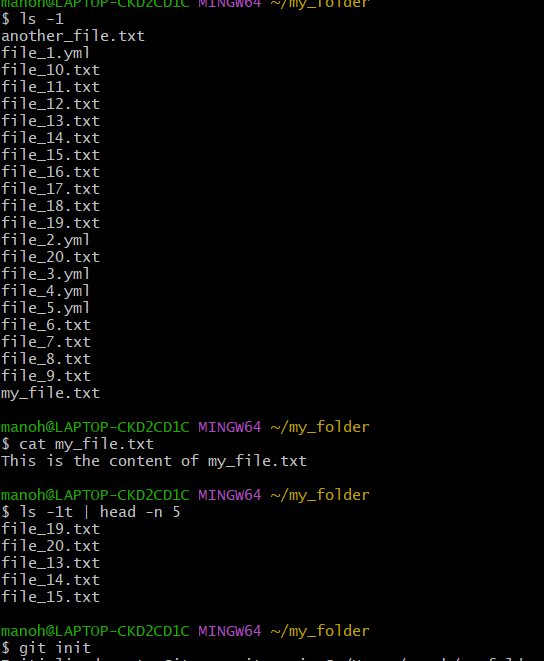 manoh@LAPTOP-CKD2CD1C MINGW64 ~/my_folder
$ ls -1
another_file.txt
file_1.yml
file_10.txt
file_11.txt
file_12.txt
file_13.txt
file_14.txt
file_15.txt
file_16.txt
file_17.txt
file_18.txt
file_19.txt
file_2.yml
file_20.txt
file_3.yml
file_4.yml
file_5.yml
file_6.txt
file_7.txt
file_8.txt
file_9.txt
my_file.txt
manoh@LAPTOP-CKD2CD1C MINGW64 ~/my_folder
$ cat my_file.txt
This is the content of my_file.txt
manoh@LAPTOP-CKD2CD1C MINGW64 ~/my_folder
$ ls -1t | head -n 5
file_19.txt
file_20.txt
file_13.txt
file_14.txt
file_15.txt
manoh@LAPTOP-CKD2CD1C MINGW64 ~/my_folder
$ git init